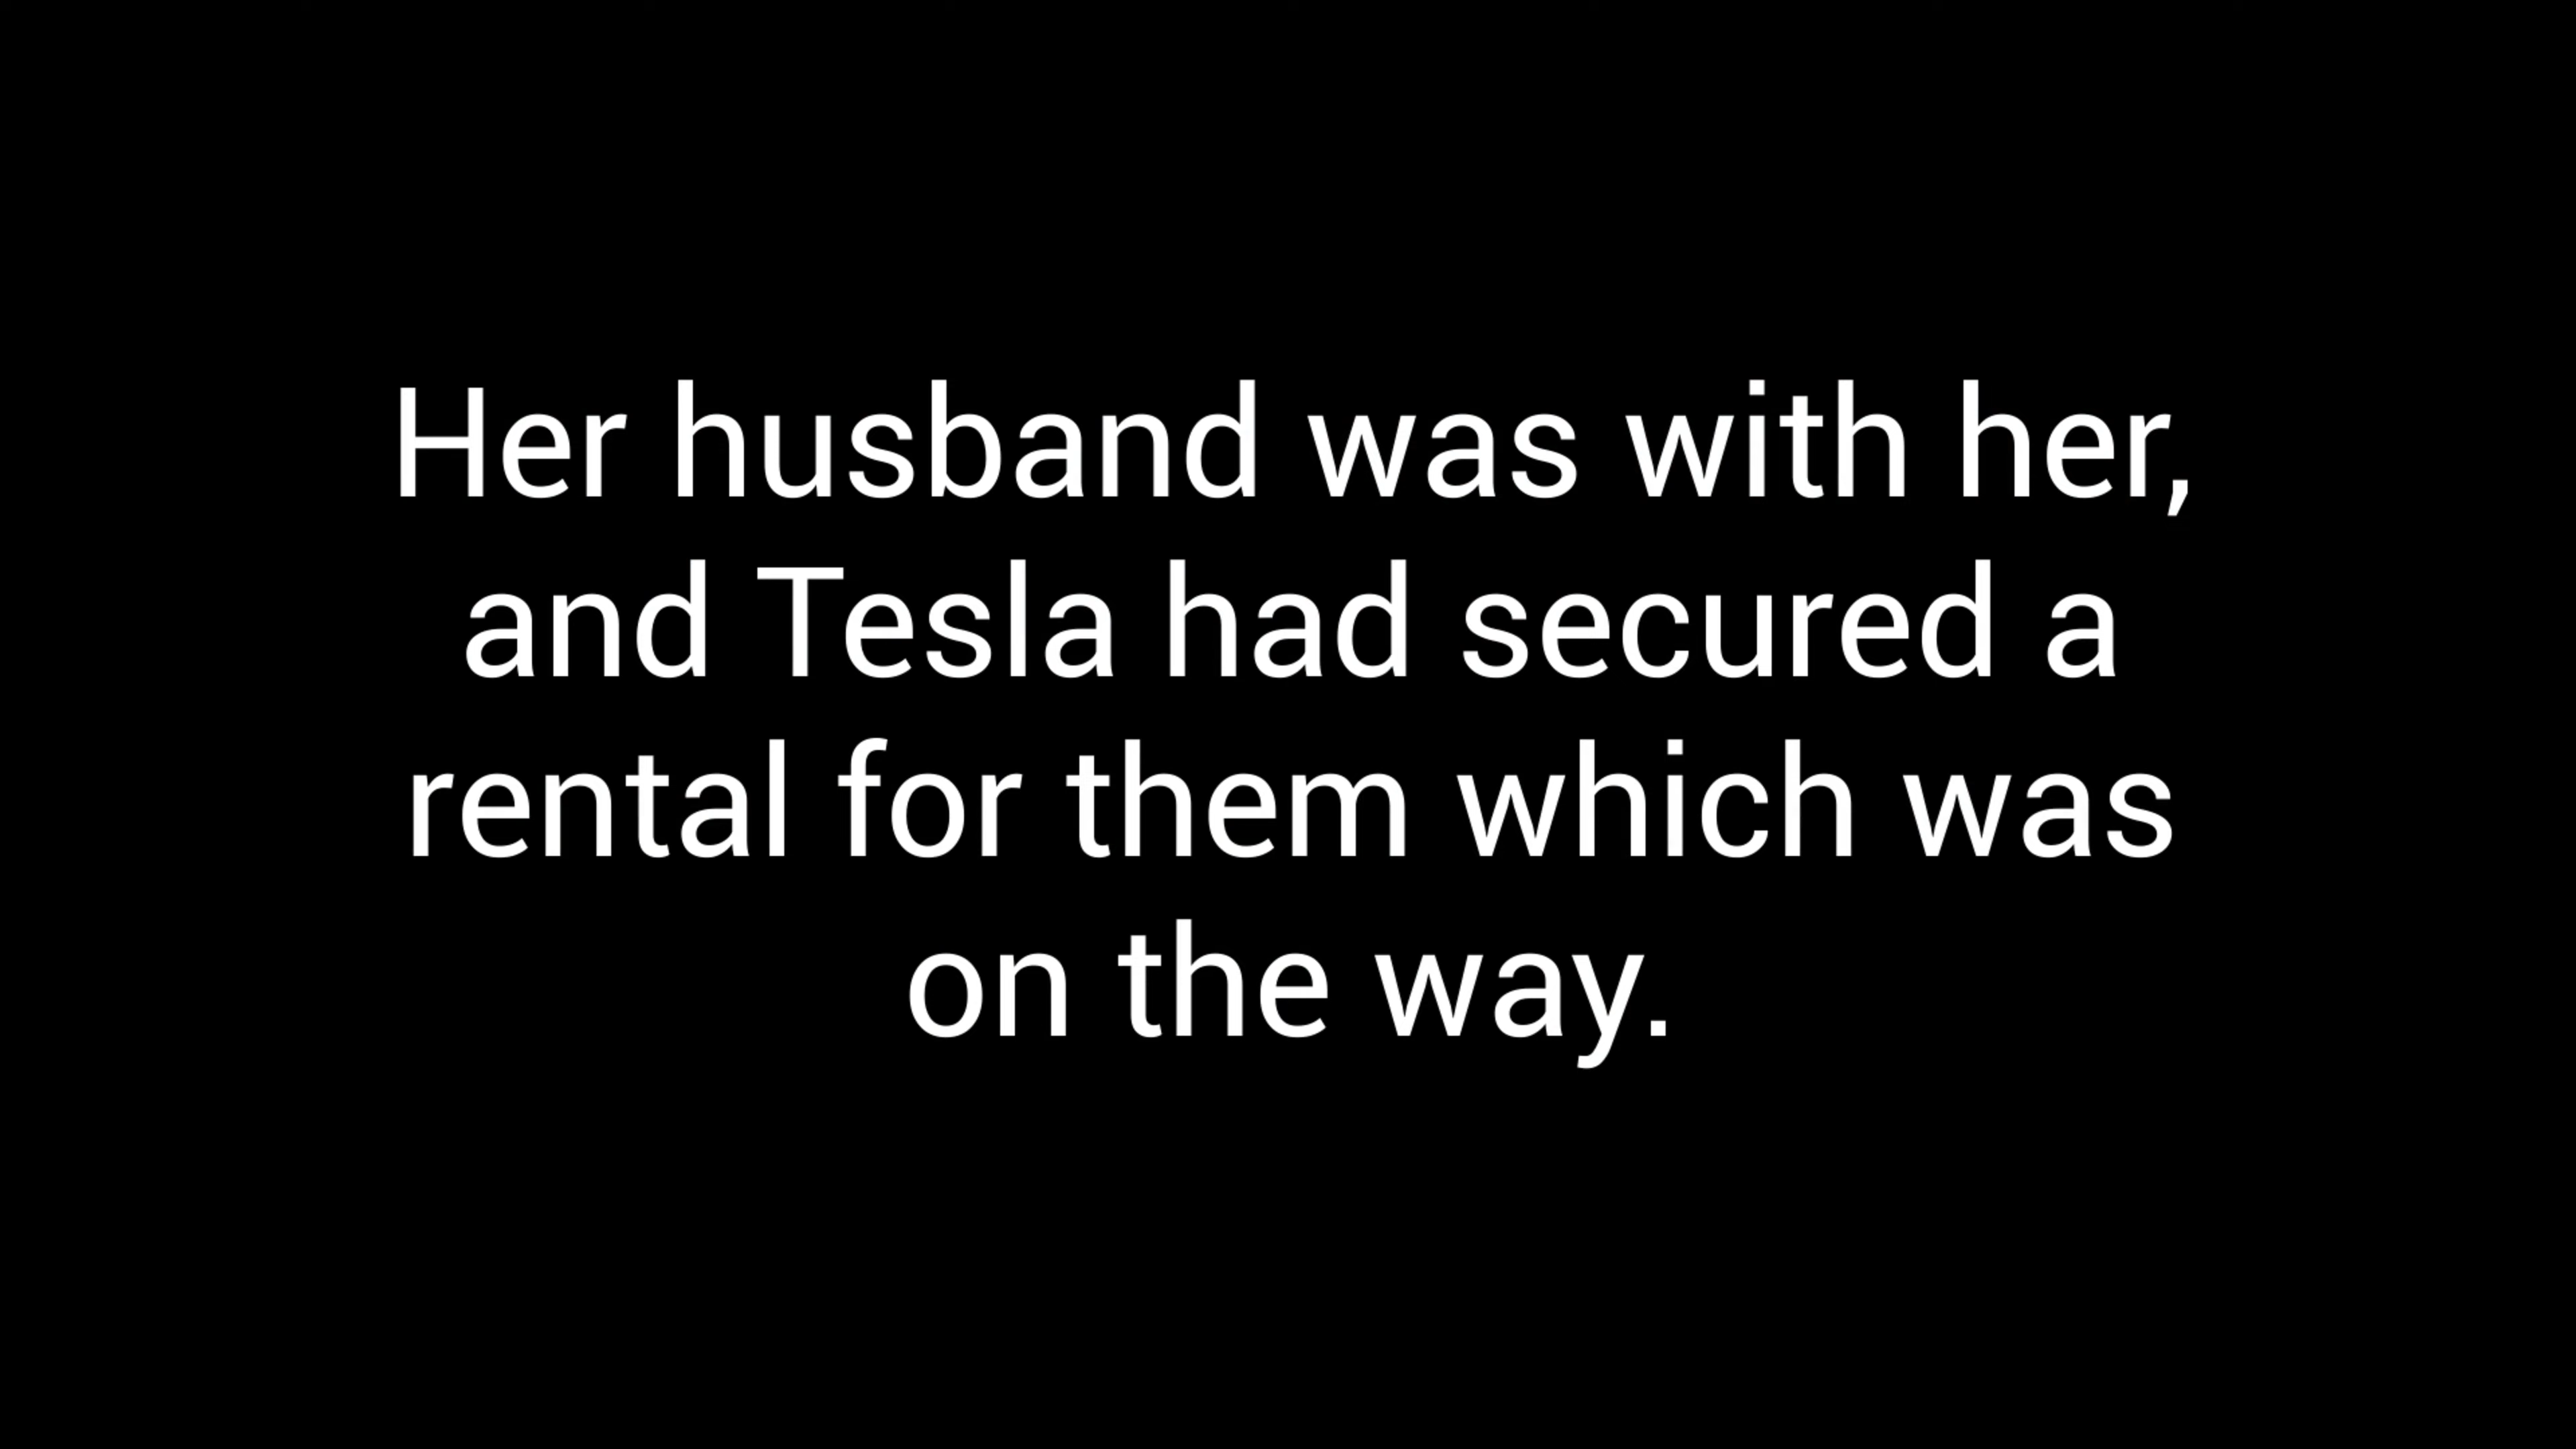 Her husband was with her,
and Tesla had secured a
rental for them which was
on the way.